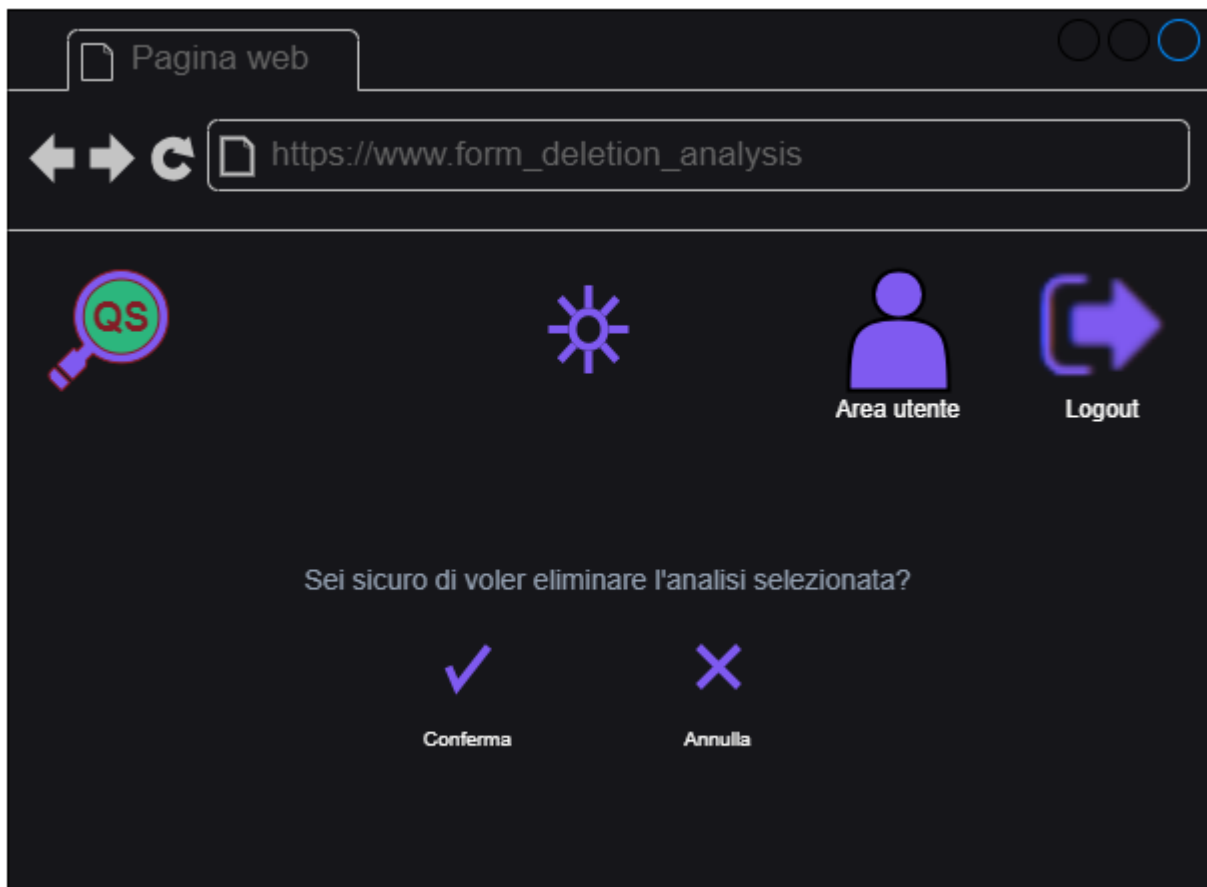 Pagina web
https://www.form_deletion_analysis
QS
Area utente
Logout
Sei sicuro di voler eliminare l'analisi selezionata?
Conferma
Annulla